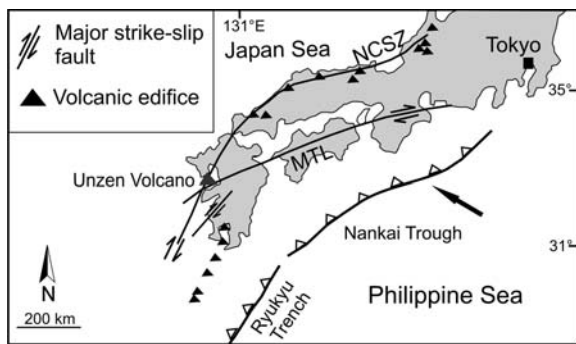 131°E
Major strike-slip
fault
Volcanic edifice
Japan Sea
NCSZ
Tokyo
35°
MTL
Unzen Volcano
Nankai Trough
31°
N
200 km
Ryukyu
Trench
Philippine Sea